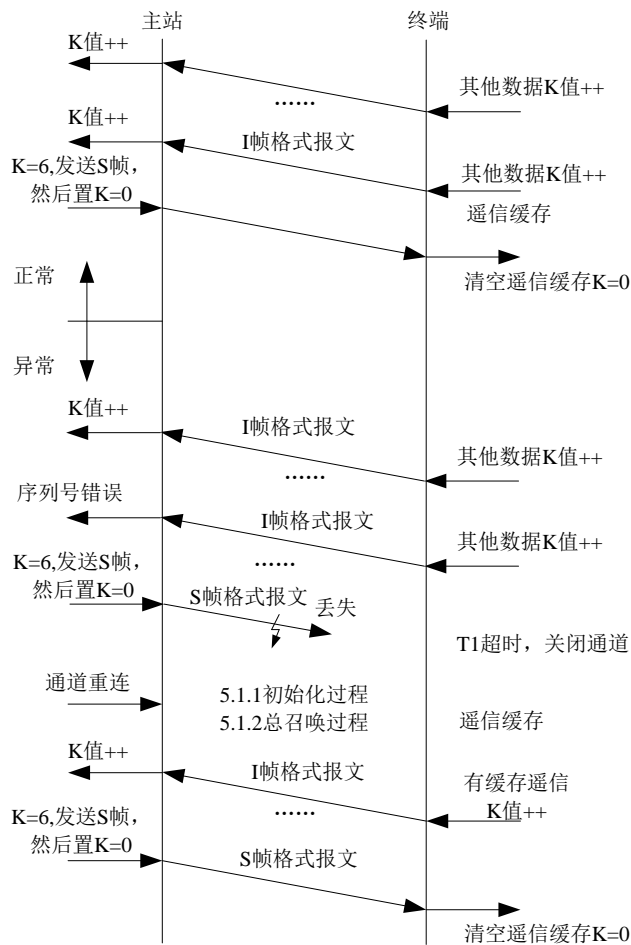 主站
终端
K值++
其他数据K值++
……
K值++
I帧格式报文
K=6,发送S帧，
然后置K=0
其他数据K值++
遥信缓存
清空遥信缓存K=0
正常
异常
K值++
I帧格式报文
其他数据K值++
……
序列号错误
I帧格式报文
其他数据K值++
……
K=6,发送S帧，
然后置K=0
S帧格式报文
丢失
T1超时，关闭通道
通道重连
5.1.1初始化过程
5.1.2总召唤过程
遥信缓存
K值++
I帧格式报文
有缓存遥信
K值++
……
K=6,发送S帧，
然后置K=0
S帧格式报文
清空遥信缓存K=0